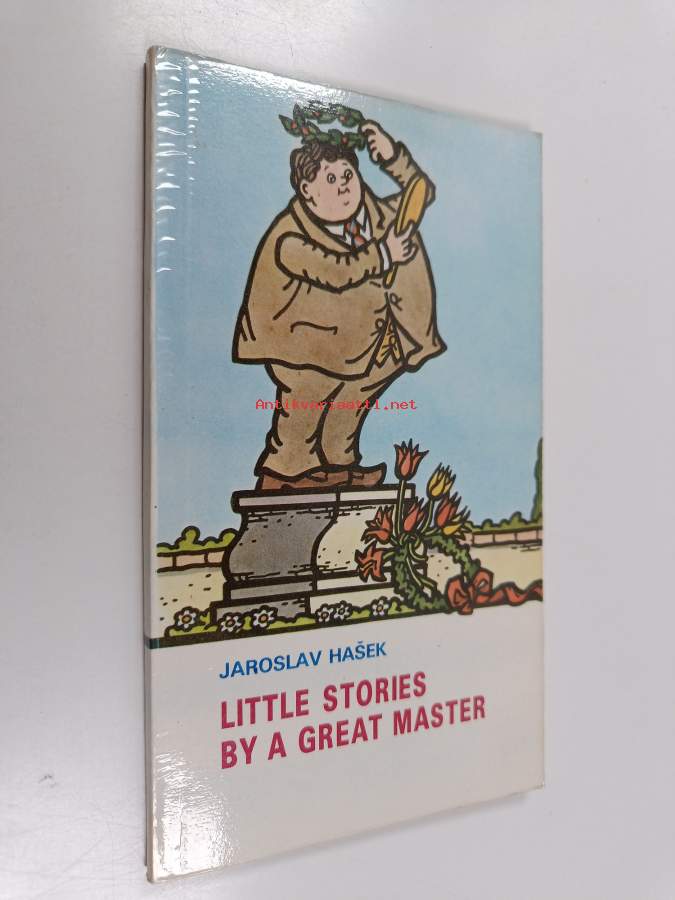 Antikvariaatti.net
JAROSLAV HAŠEK
LITTLE STORIES
BY A GREAT MASTER